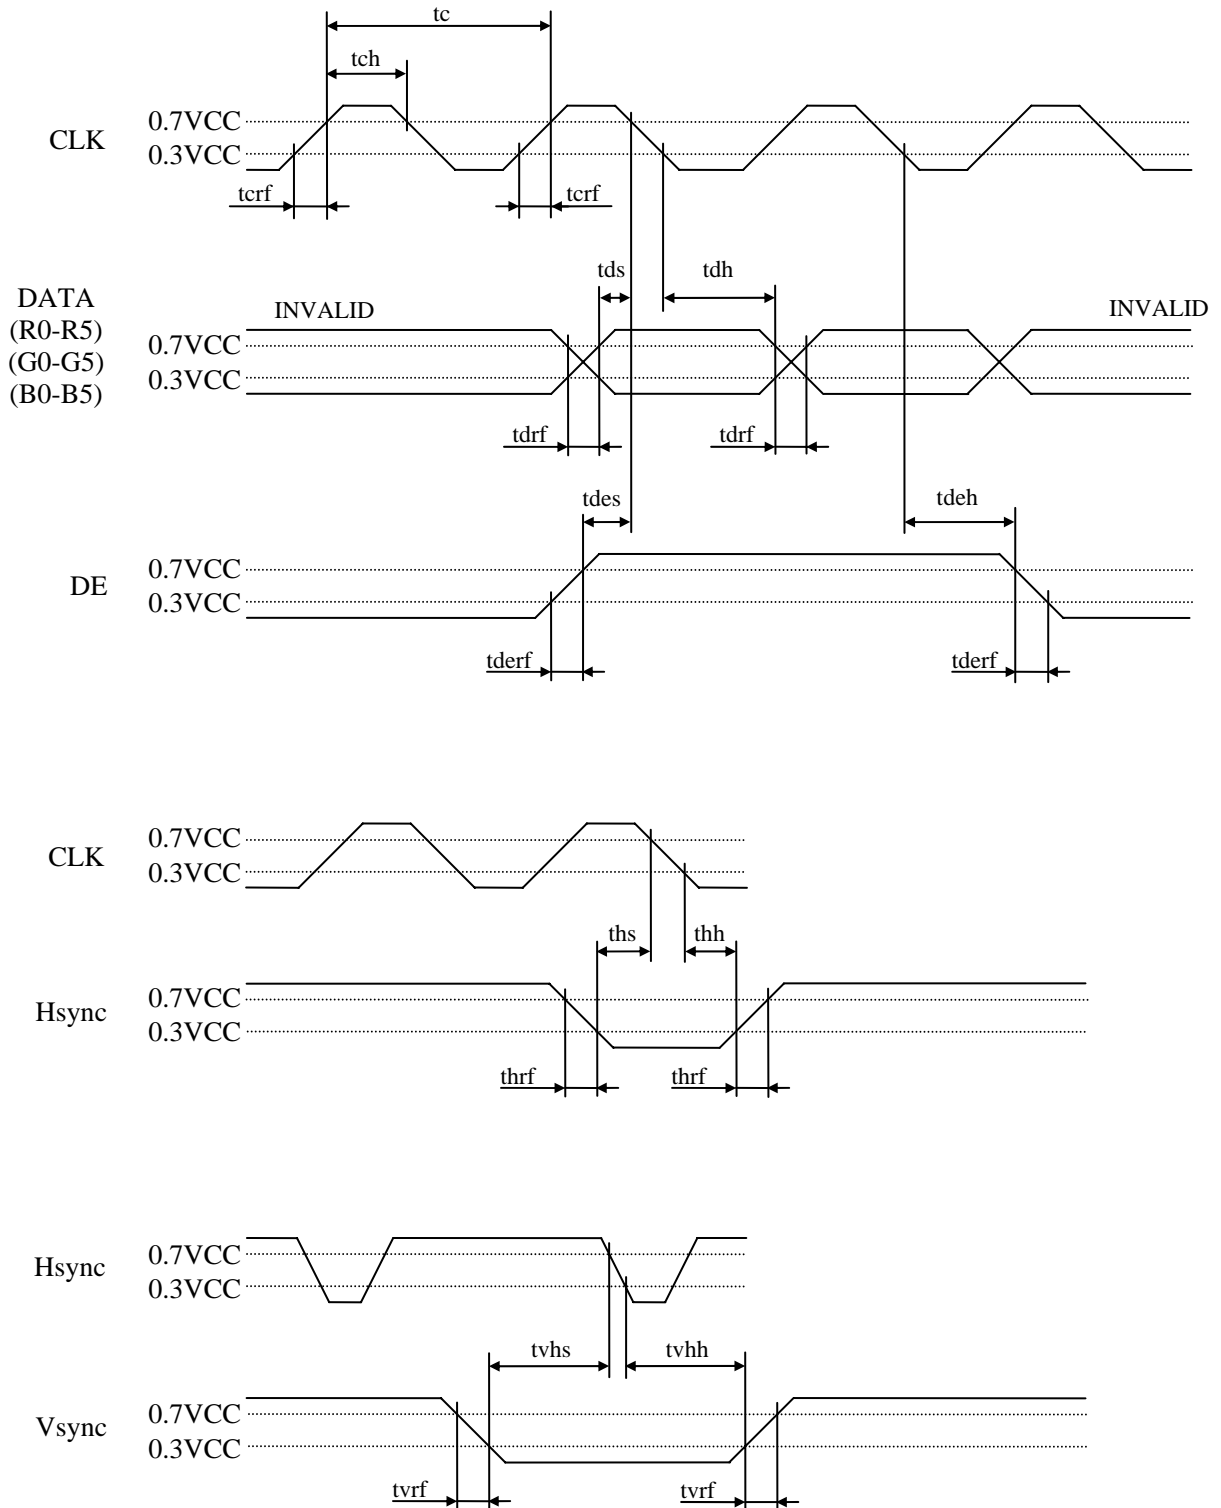 tc
tch
CLK
0.7VCC
0.3VCC
tcrf
tcrf
tds
tdh
DATA
(R0-R5)
(G0-G5)
(B0-B5)
INVALID
INVALID
0.7VCC
0.3VCC
tdrf
tdrf
tdes
tdeh
DE
0.7VCC
0.3VCC
tderf
tderf
CLK
0.7VCC
0.3VCC
ths
thh
Hsync
0.7VCC
0.3VCC
thrf
thrf
Hsync
0.7VCC
0.3VCC
tvhs
tvhh
Vsync
0.7VCC
0.3VCC
tvrf
tvrf